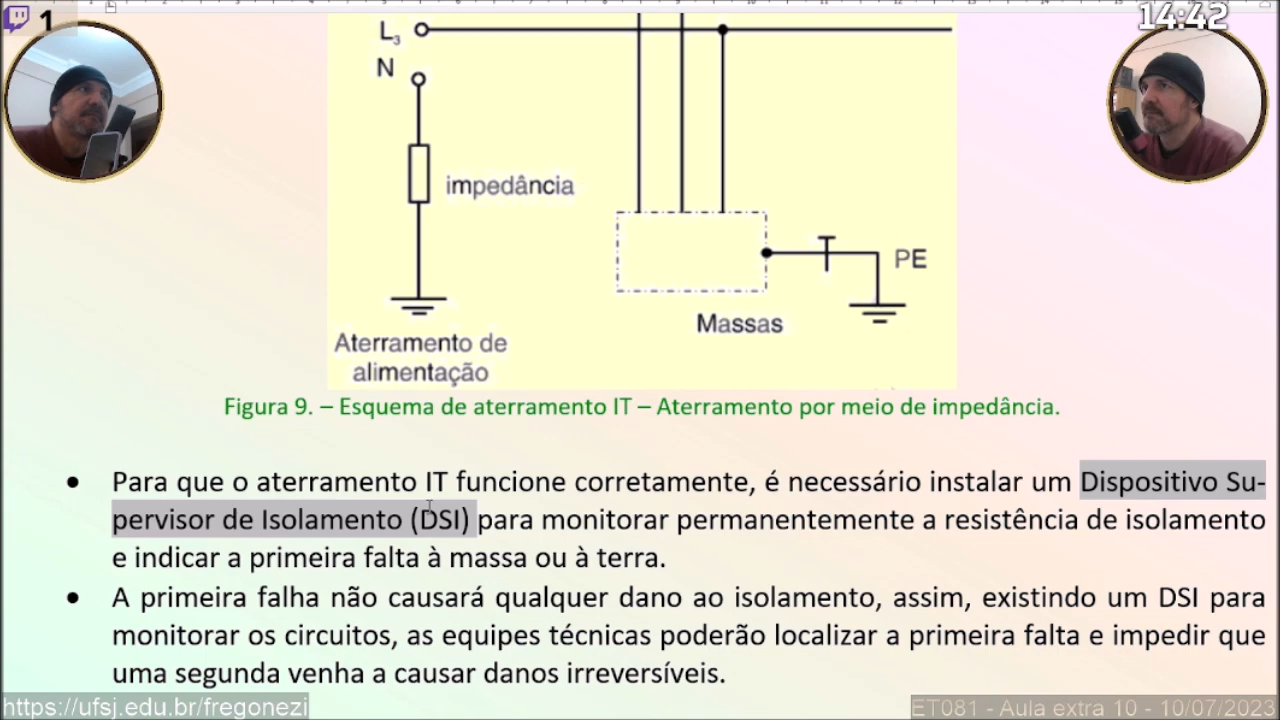 1
14:42
L3
N
impedância
PE
Massas
Aterramento de
alimentação
Figura 9. – Esquema de aterramento IT – Aterramento por meio de impedância.
• Para que o aterramento IT funcione corretamente, é necessário instalar um Dispositivo Su-
pervisor de Isolamento (DSI) para monitorar permanentemente a resistência de isolamento
e indicar a primeira falta à massa ou à terra.
• A primeira falha não causará qualquer dano ao isolamento, assim, existindo um DSI para
monitorar os circuitos, as equipes técnicas poderão localizar a primeira falta e impedir que
uma segunda venha a causar danos irreversíveis.
https://ufsj.edu.br/fregonezi
ET081 - Aula extra 10 - 10/07/2023